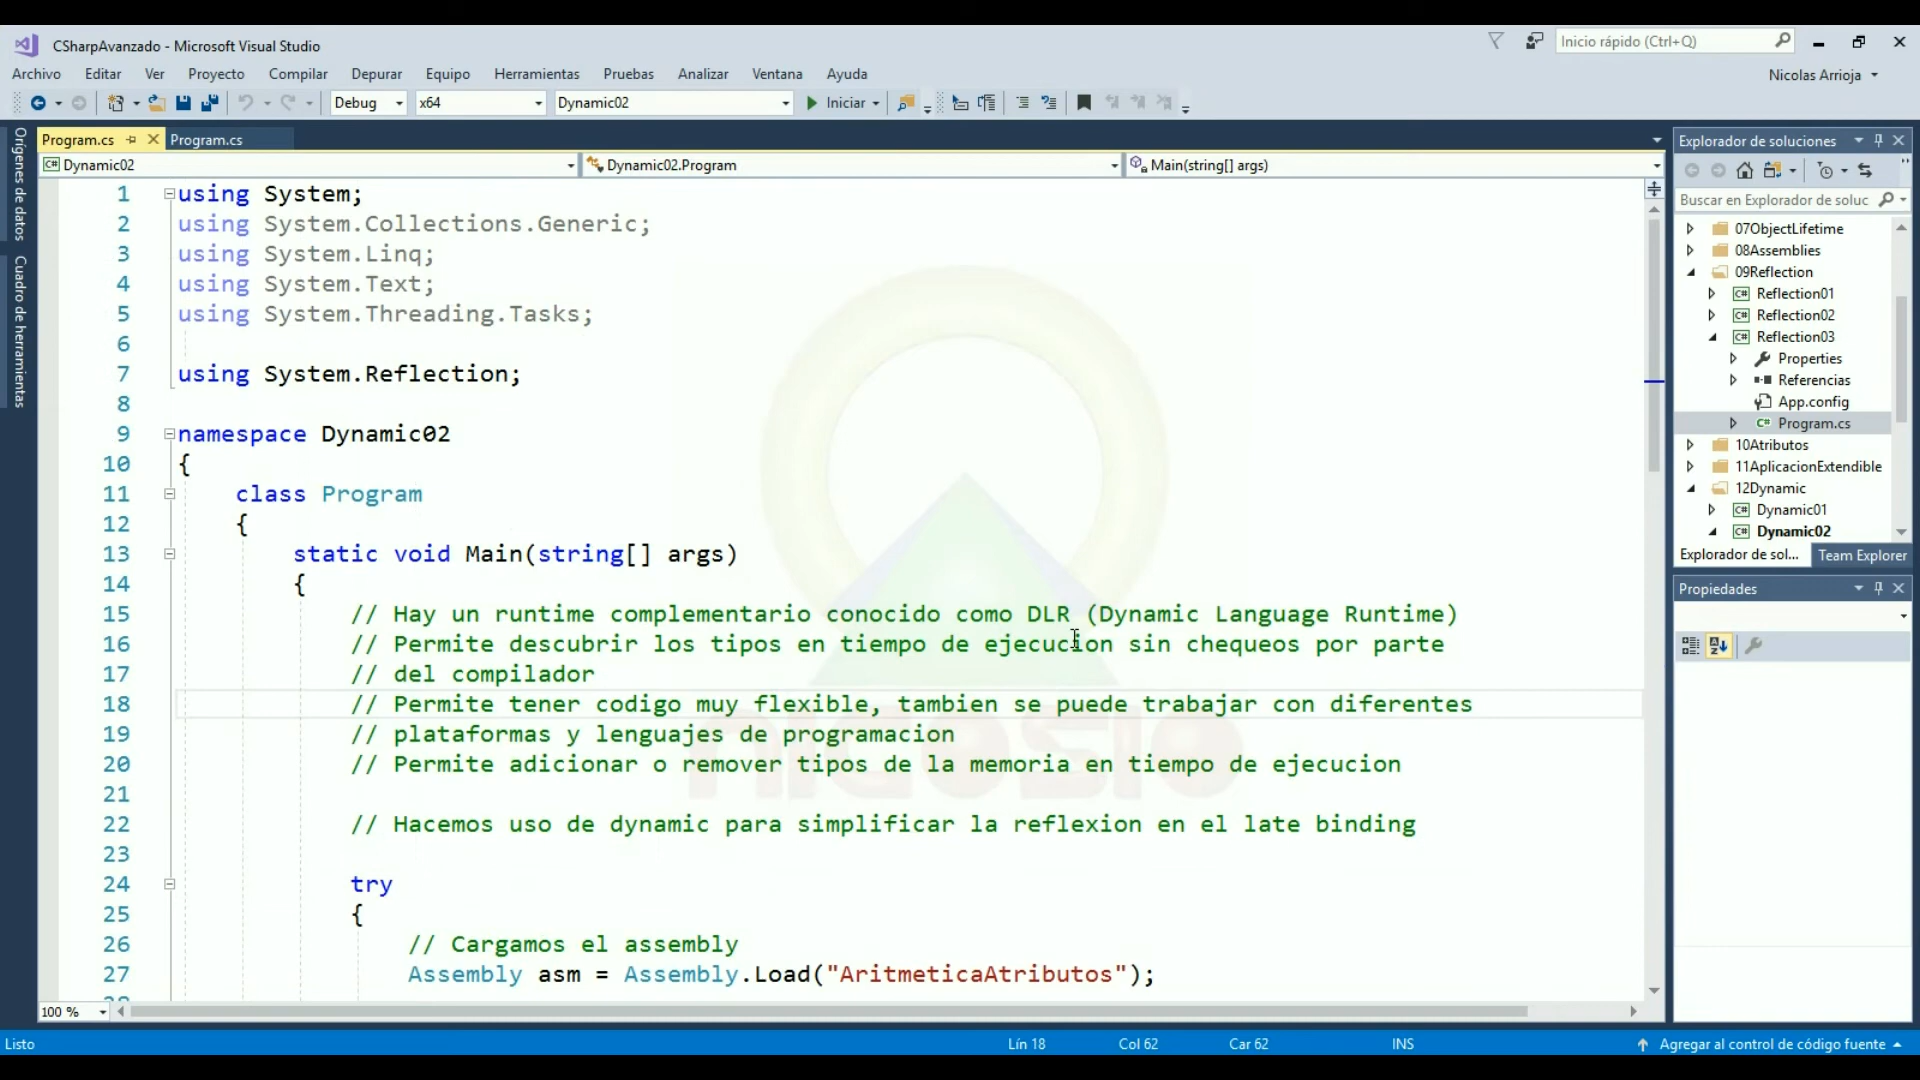 CSharpAvanzado - Microsoft Visual Studio
Inicio rápido (Ctrl+Q)
Archivo Editar Ver Proyecto Compilar Depurar Equipo Herramientas Pruebas Analizar Ventana Ayuda
Nicolas Arrioja
Debug x64 Dynamic02 Iniciar
Orígenes de datos
Cuadro de herramientas
Program.cs Program.cs
Dynamic02 Dynamic02.Program Main(string[] args)
1 using System;
2 using System.Collections.Generic;
3 using System.Linq;
4 using System.Text;
5 using System.Threading.Tasks;
6
7 using System.Reflection;
8
9 namespace Dynamic02
10 {
11 class Program
12 {
13 static void Main(string[] args)
14 {
15 // Hay un runtime complementario conocido como DLR (Dynamic Language Runtime)
16 // Permite descubrir los tipos en tiempo de ejecucion sin chequeos por parte
17 // del compilador
18 // Permite tener codigo muy flexible, tambien se puede trabajar con diferentes
19 // plataformas y lenguajes de programacion
20 // Permite adicionar o remover tipos de la memoria en tiempo de ejecucion
21
22 // Hacemos uso de dynamic para simplificar la reflexion en el late binding
23
24 try
25 {
26 // Cargamos el assembly
27 Assembly asm = Assembly.Load("AritmeticaAtributos");
28
nicosio
100 %
Explorador de soluciones
Buscar en Explorador de soluc
07ObjectLifetime
08Assemblies
09Reflection
C# Reflection01
C# Reflection02
C# Reflection03
Properties
Referencias
App.config
C# Program.cs
10Atributos
11AplicacionExtendible
12Dynamic
C# Dynamic01
C# Dynamic02
Explorador de sol... Team Explorer
Propiedades
Listo Lín 18 Col 62 Car 62 INS Agregar al control de código fuente